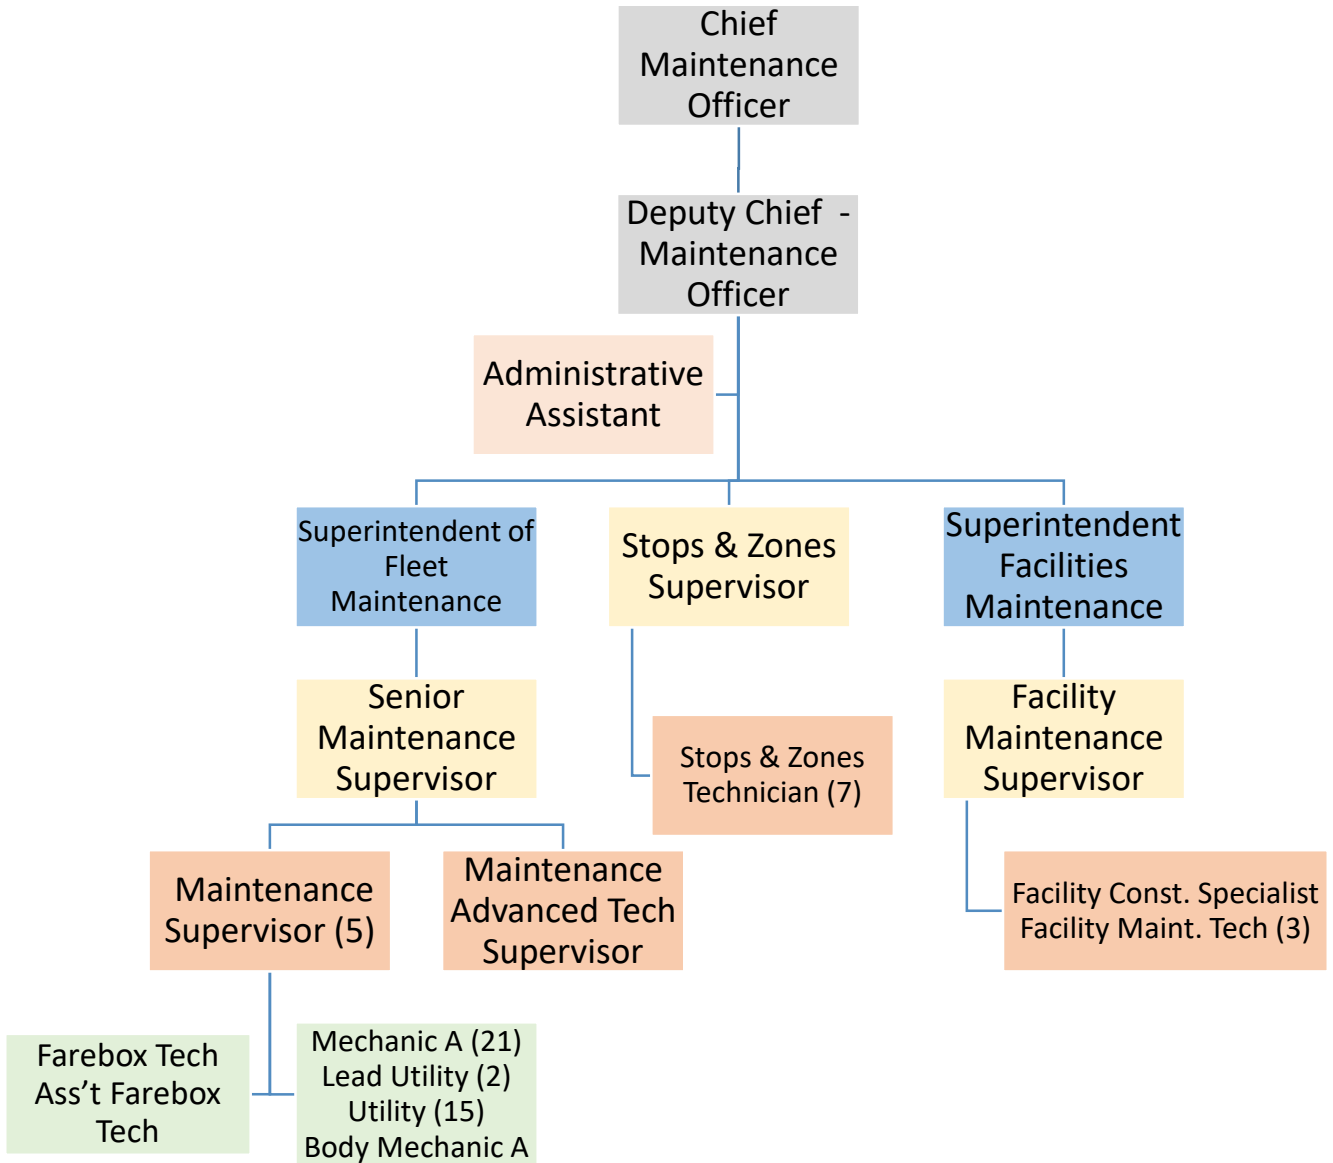 Chief
Maintenance
Officer
Deputy Chief -
Maintenance
Officer
Administrative
Assistant
Superintendent of
Fleet
Maintenance
Stops & Zones
Supervisor
Superintendent
Facilities
Maintenance
Senior
Maintenance
Supervisor
Stops & Zones
Technician (7)
Facility
Maintenance
Supervisor
Maintenance
Supervisor (5)
Maintenance
Advanced Tech
Supervisor
Facility Const. Specialist
Facility Maint. Tech (3)
Farebox Tech
Ass’t Farebox
Tech
Mechanic A (21)
Lead Utility (2)
Utility (15)
Body Mechanic A